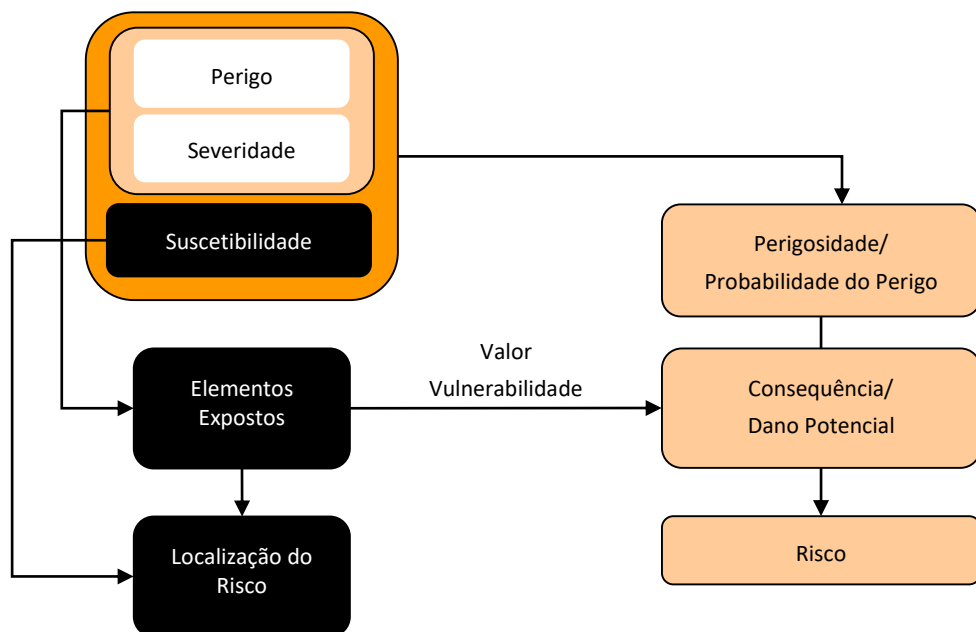 Perigo
Severidade
Suscetibilidade
Perigosidade/
Probabilidade do Perigo
Valor
Vulnerabilidade
Elementos
Expostos
Consequência/
Dano Potencial
Localização do
Risco
Risco